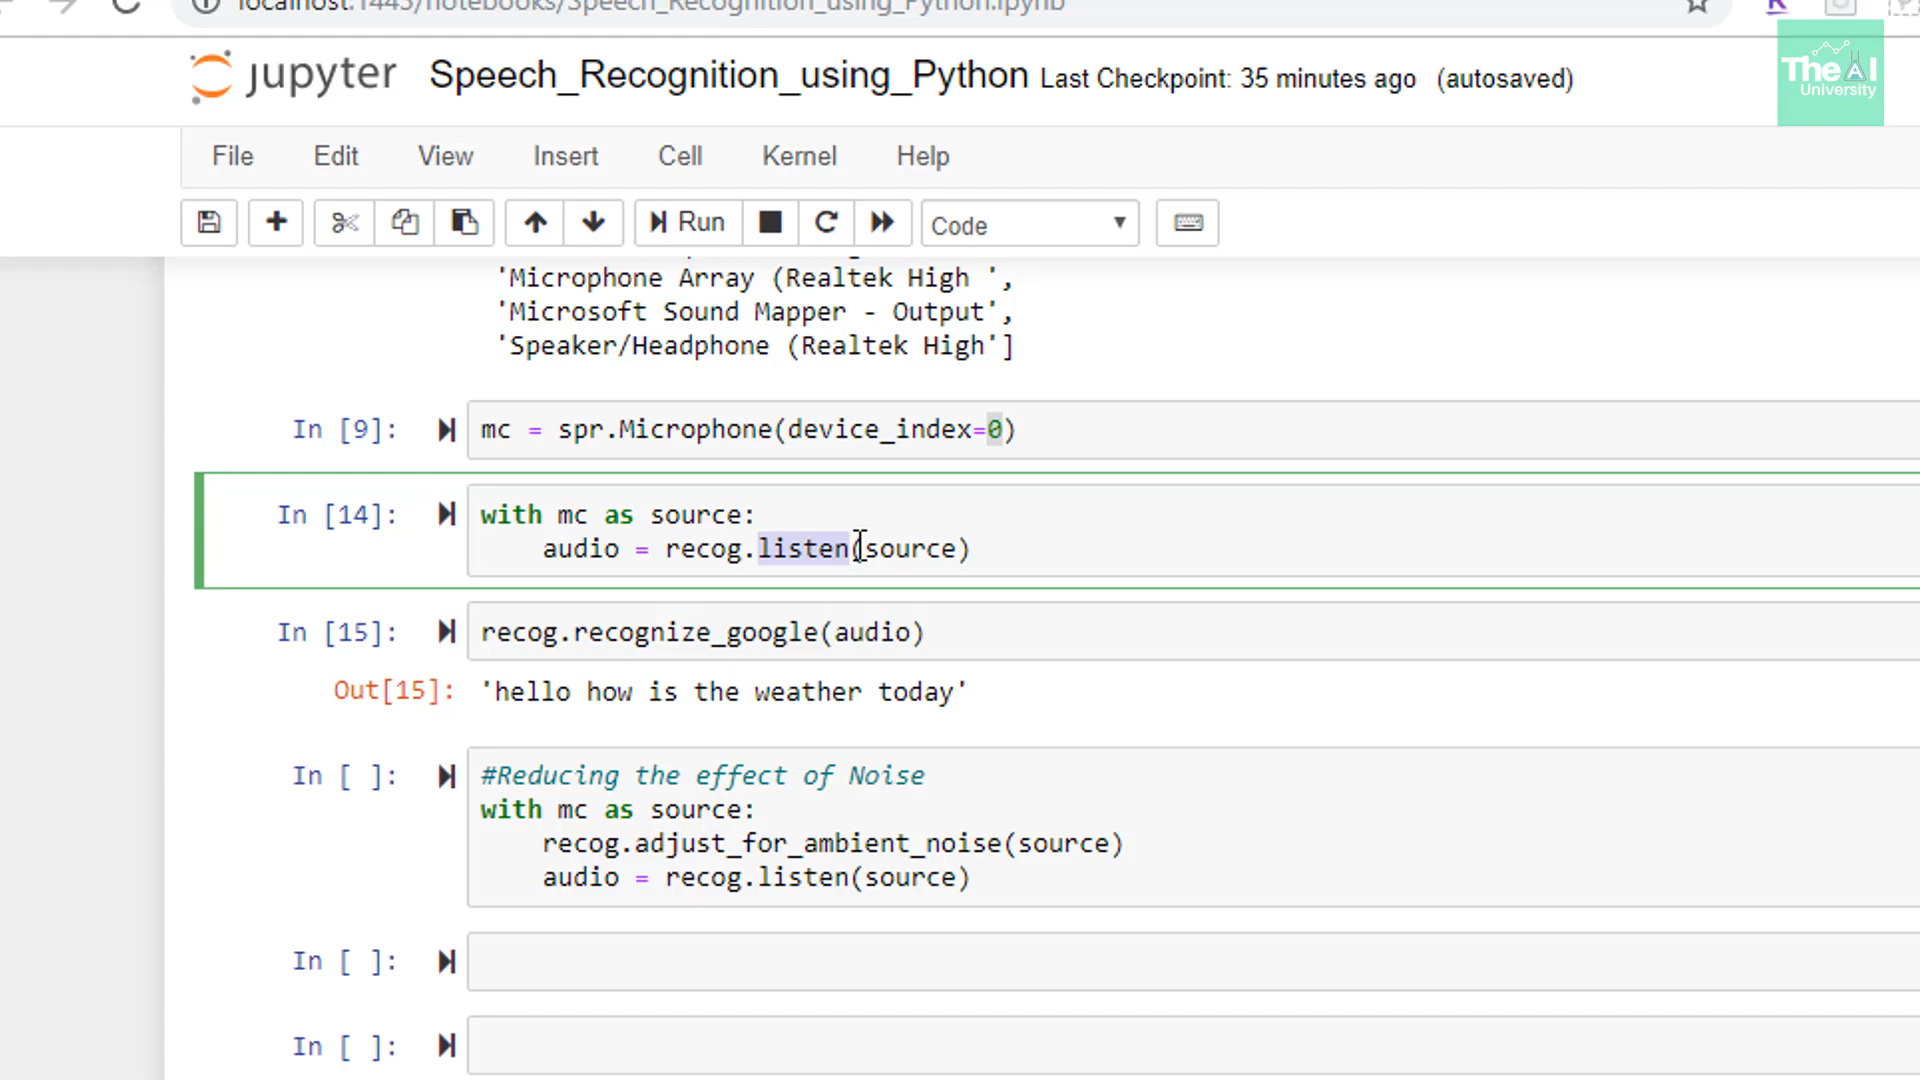 localhost:1445/notebooks/Speech_Recognition_using_Python.ipynb
The AI
University
jupyter Speech_Recognition_using_Python Last Checkpoint: 35 minutes ago (autosaved)
File Edit View Insert Cell Kernel Help
Run Code
'Microphone Array (Realtek High ',
'Microsoft Sound Mapper - Output',
'Speaker/Headphone (Realtek High']
In [9]: mc = spr.Microphone(device_index=0)
In [14]: with mc as source:
audio = recog.listen(source)
In [15]: recog.recognize_google(audio)
Out[15]: 'hello how is the weather today'
In [ ]: #Reducing the effect of Noise
with mc as source:
recog.adjust_for_ambient_noise(source)
audio = recog.listen(source)
In [ ]:
In [ ]: